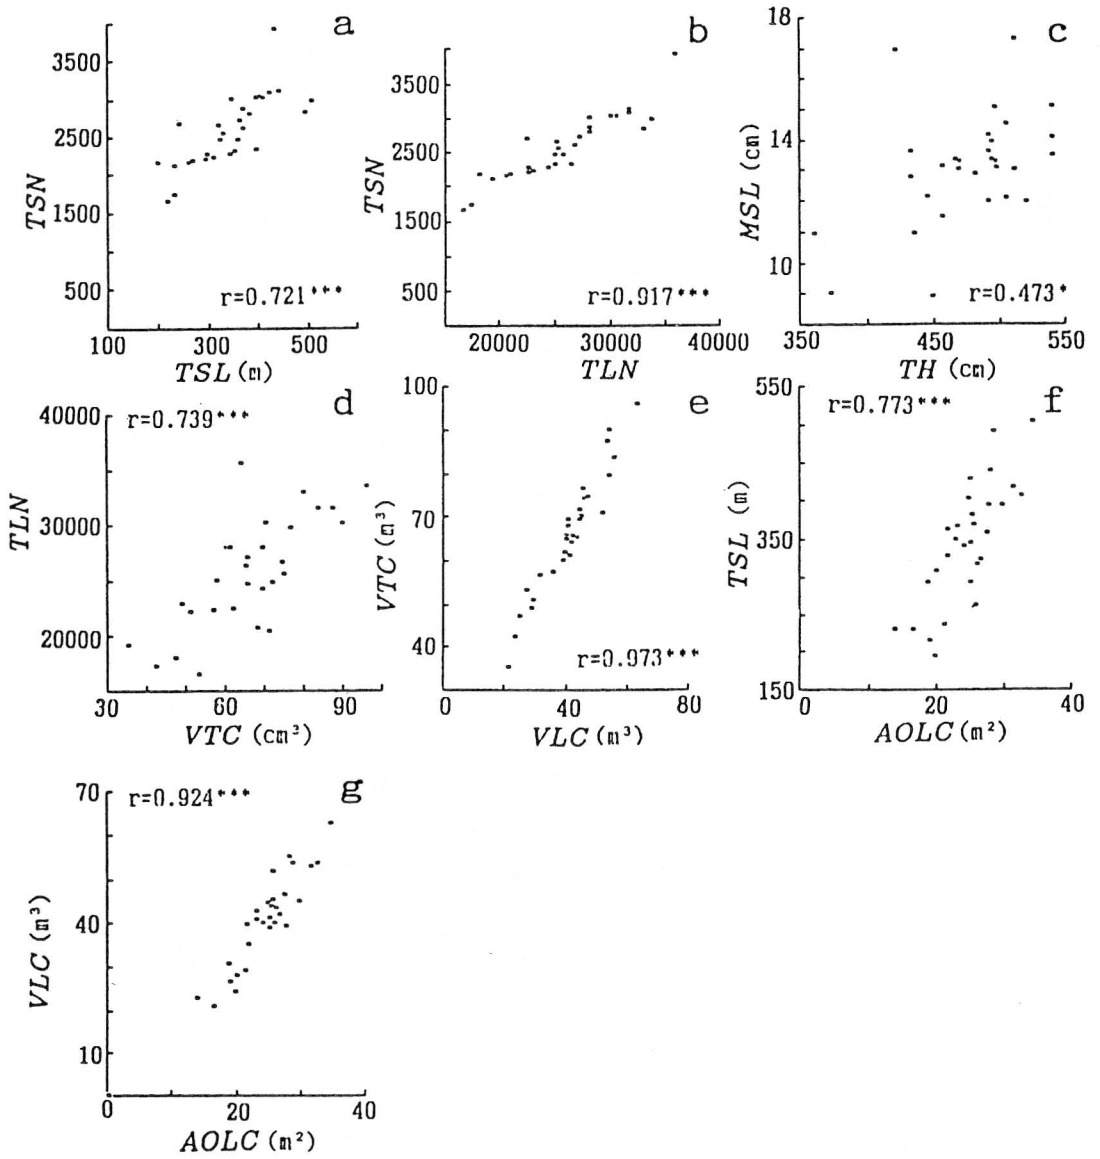 a
3500
2500
1500
500
TSN
r=0.721***
100 300 500
TSL (m)
b
3500
2500
1500
500
TSN
r=0.917***
20000 30000 40000
TLN
c
18
14
10
MSL (cm)
r=0.473*
350 450 550
TH (cm)
d
r=0.739***
40000
30000
20000
TLN
30 60 90
VTC (cm³)
e
100
70
40
VTC (m³)
r=0.973***
0 40 80
VLC (m³)
f
r=0.773***
550
350
150
TSL (m)
0 20 40
AOLC (m²)
g
r=0.924***
70
40
10
VLC (m³)
0 20 40
AOLC (m²)